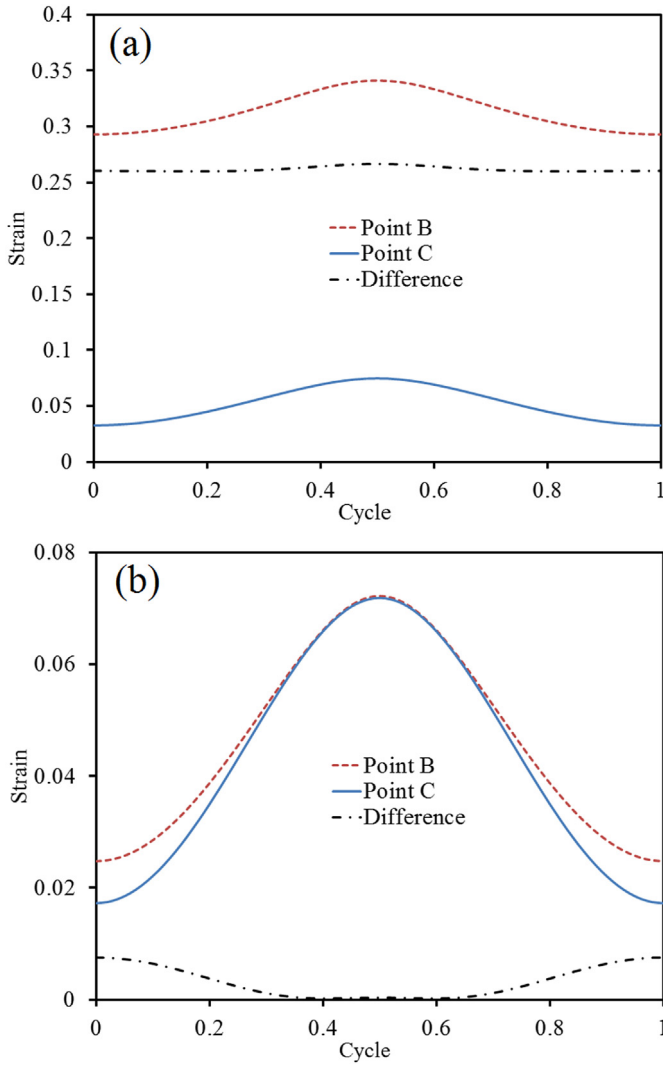 (a)
0.4
0.35
0.3
0.25
0.2
0.15
0.1
0.05
0
Strain
Point B
Point C
Difference
0 0.2 0.4 0.6 0.8 1
Cycle
(b)
0.08
0.06
0.04
0.02
0
Strain
Point B
Point C
Difference
0 0.2 0.4 0.6 0.8 1
Cycle